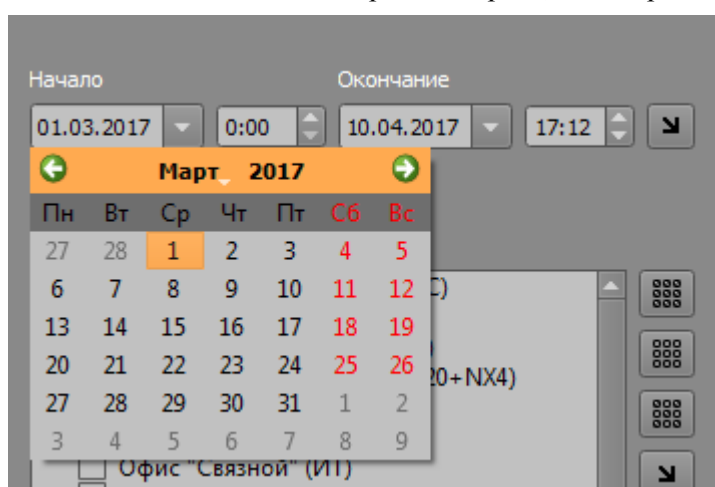 Начало Окончание
01.03.2017 0:00 10.04.2017 17:12
Март 2017
Пн Вт Ср Чт Пт Сб Вс
27 28 1 2 3 4 5
6 7 8 9 10 11 12
13 14 15 16 17 18 19
20 21 22 23 24 25 26
20+NX4)
27 28 29 30 31 1 2
3 4 5 6 7 8 9
Офис "Связной" (ИТ)